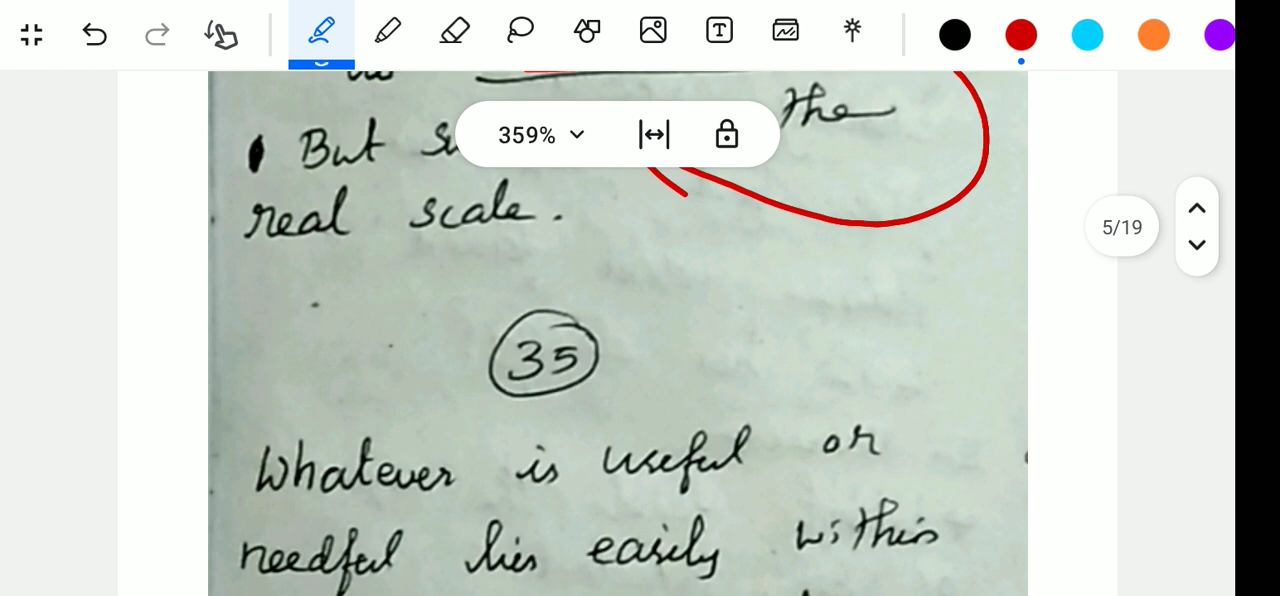 359%
the
But
real scale.
5/19
35
Whatever is useful or
needful lies easily within